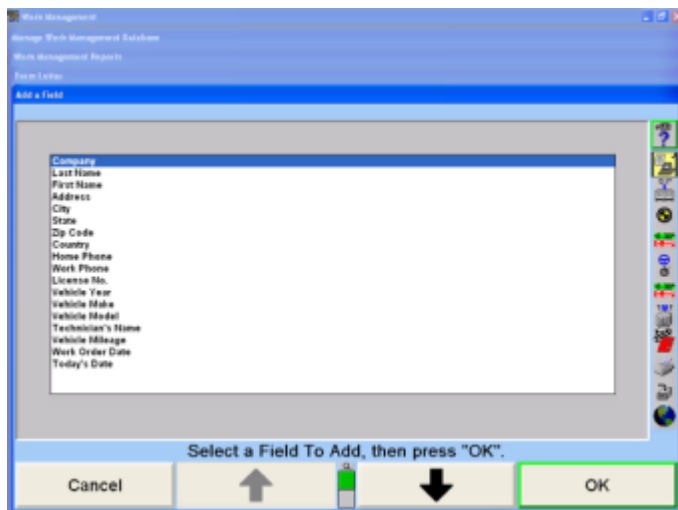 Work Management
Manage Work Management Database
Work Management Reports
Form Letter
Add a Field
Company
Last Name
First Name
Address
City
State
Zip Code
Country
Home Phone
Work Phone
License No.
Vehicle Year
Vehicle Make
Vehicle Model
Technician's Name
Vehicle Mileage
Work Order Date
Today's Date
Select a Field To Add, then press "OK".
Cancel
OK